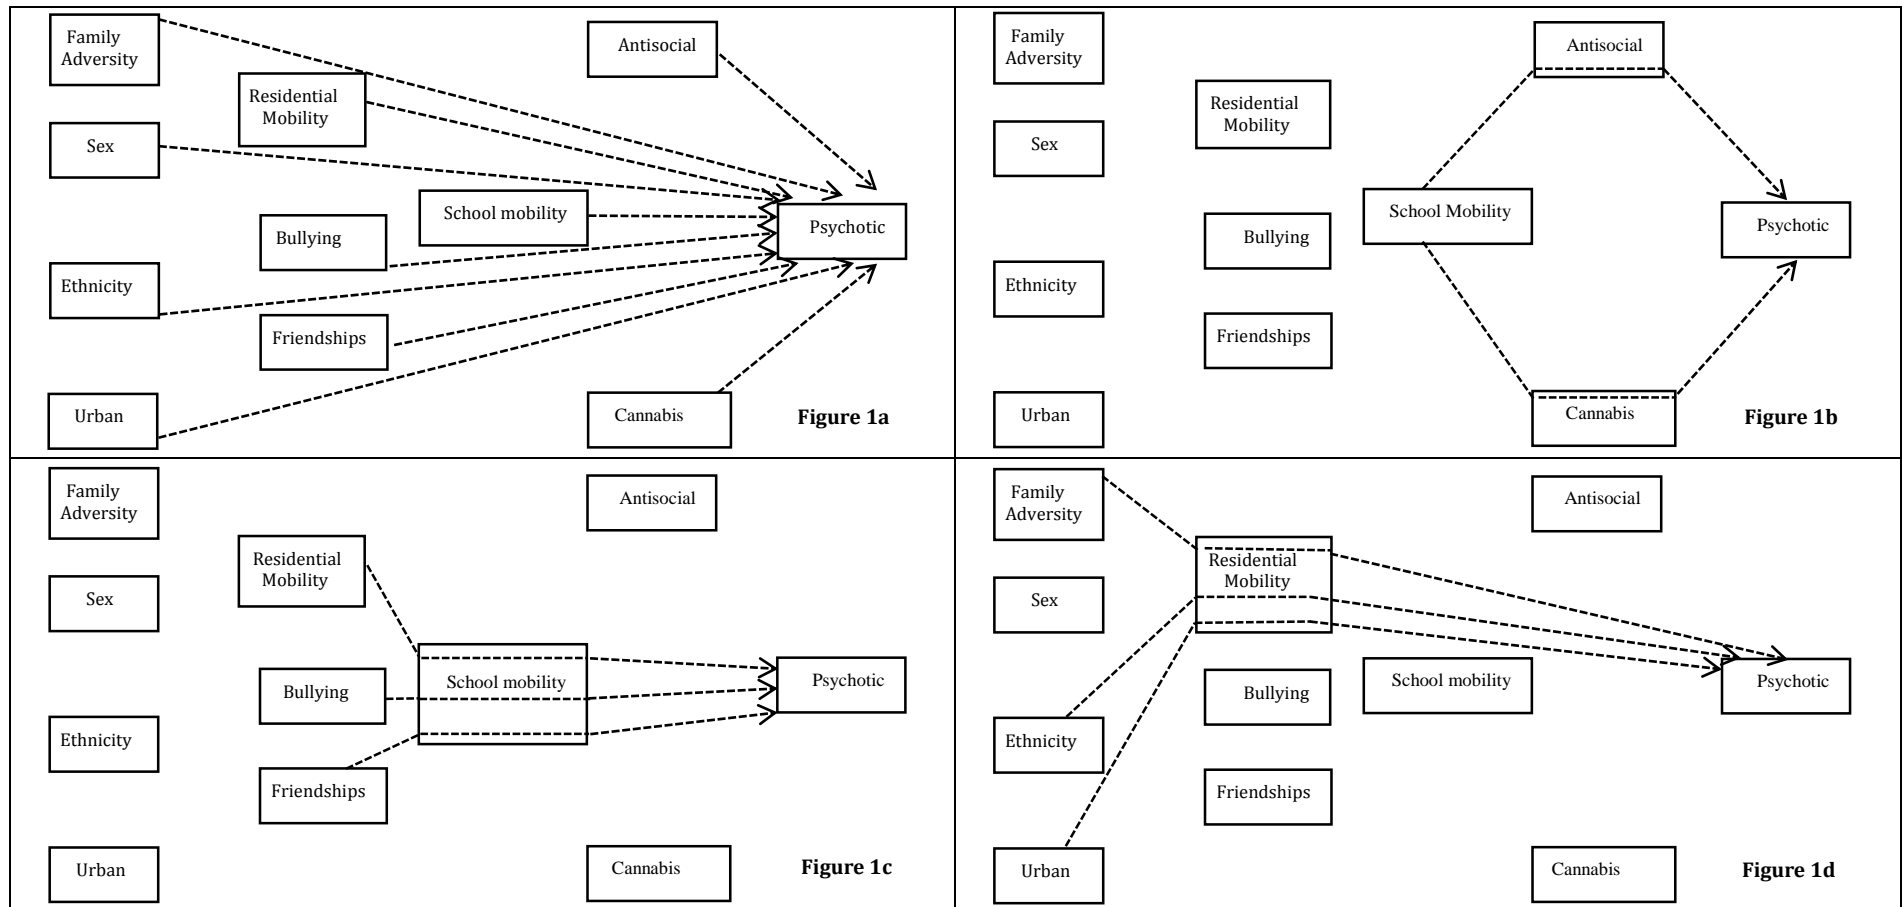 Family
Adversity
Antisocial
Residential
Mobility
Sex
School mobility
Bullying
Psychotic
Ethnicity
Friendships
Urban
Cannabis
Figure 1a
Family
Adversity
Antisocial
Residential
Mobility
Sex
School Mobility
Bullying
Psychotic
Ethnicity
Friendships
Urban
Cannabis
Figure 1b
Family
Adversity
Antisocial
Residential
Mobility
Sex
School mobility
Bullying
Psychotic
Ethnicity
Friendships
Urban
Cannabis
Figure 1c
Family
Adversity
Antisocial
Residential
Mobility
Sex
School mobility
Bullying
Psychotic
Ethnicity
Friendships
Urban
Cannabis
Figure 1d